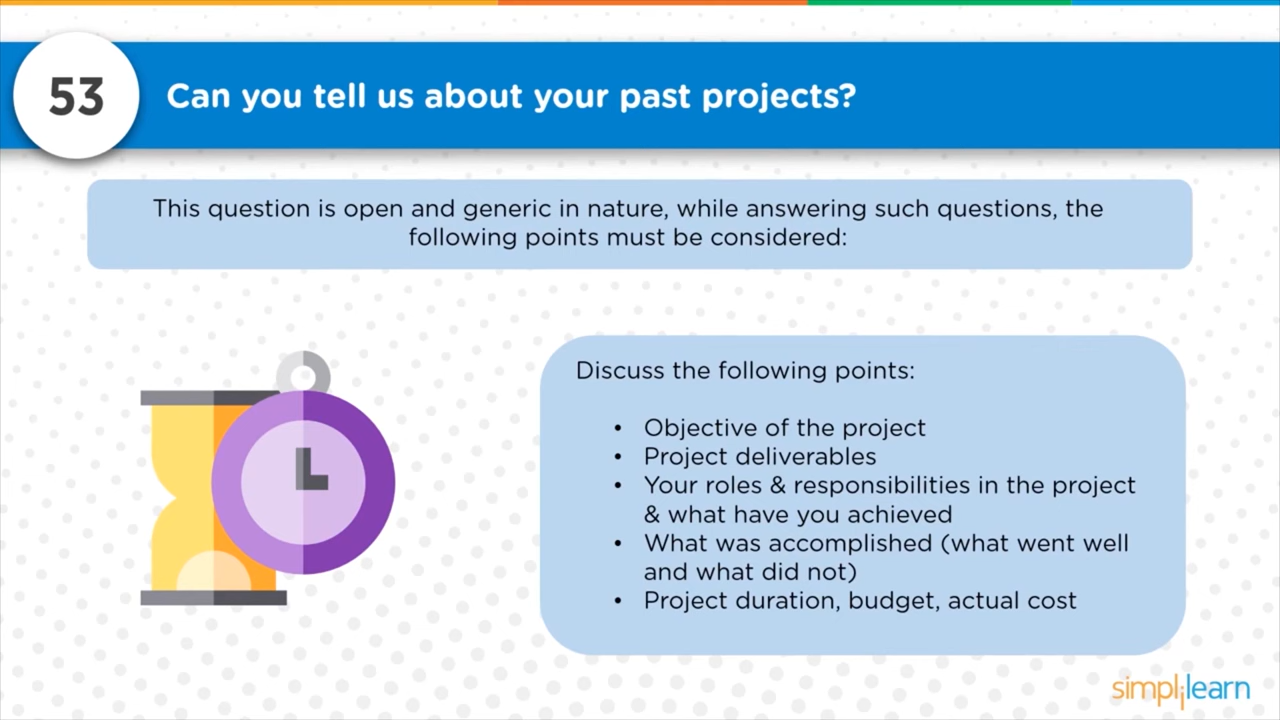 53
Can you tell us about your past projects?
This question is open and generic in nature, while answering such questions, the
following points must be considered:
Discuss the following points:
• Objective of the project
• Project deliverables
• Your roles & responsibilities in the project
& what have you achieved
• What was accomplished (what went well
and what did not)
• Project duration, budget, actual cost
simplilearn